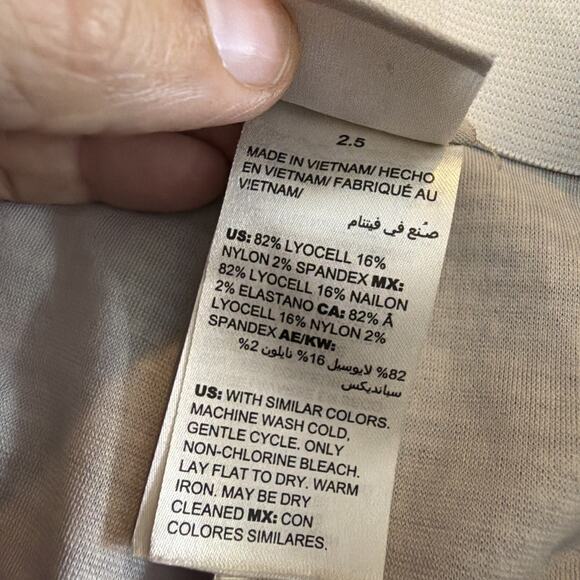 2.5
MADE IN VIETNAM/ HECHO
EN VIETNAM/ FABRIQUÉ AU
VIETNAM/
صُنع في فيتنام
US: 82% LYOCELL 16%
NYLON 2% SPANDEX MX:
82% LYOCELL 16% NAILON
2% ELASTANO CA: 82% Â
LYOCELL 16% NYLON 2%
SPANDEX AE/KW:
82% لايوسيل 16% نايلون 2%
سبانديكس
US: WITH SIMILAR COLORS.
MACHINE WASH COLD,
GENTLE CYCLE. ONLY
NON-CHLORINE BLEACH.
LAY FLAT TO DRY. WARM
IRON. MAY BE DRY
CLEANED MX: CON
COLORES SIMILARES.